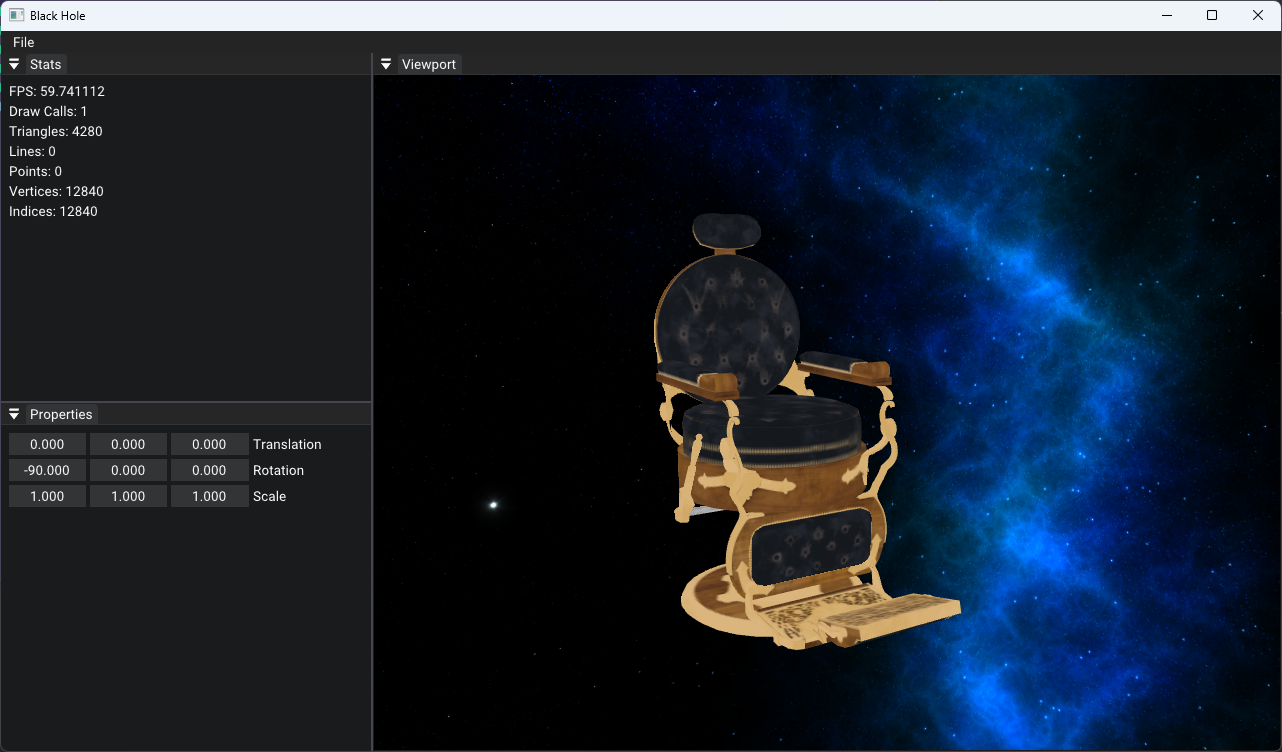 Black Hole
File
Stats
FPS: 59.741112
Draw Calls: 1
Triangles: 4280
Lines: 0
Points: 0
Vertices: 12840
Indices: 12840
Properties
0.000 0.000 0.000 Translation
-90.000 0.000 0.000 Rotation
1.000 1.000 1.000 Scale
Viewport